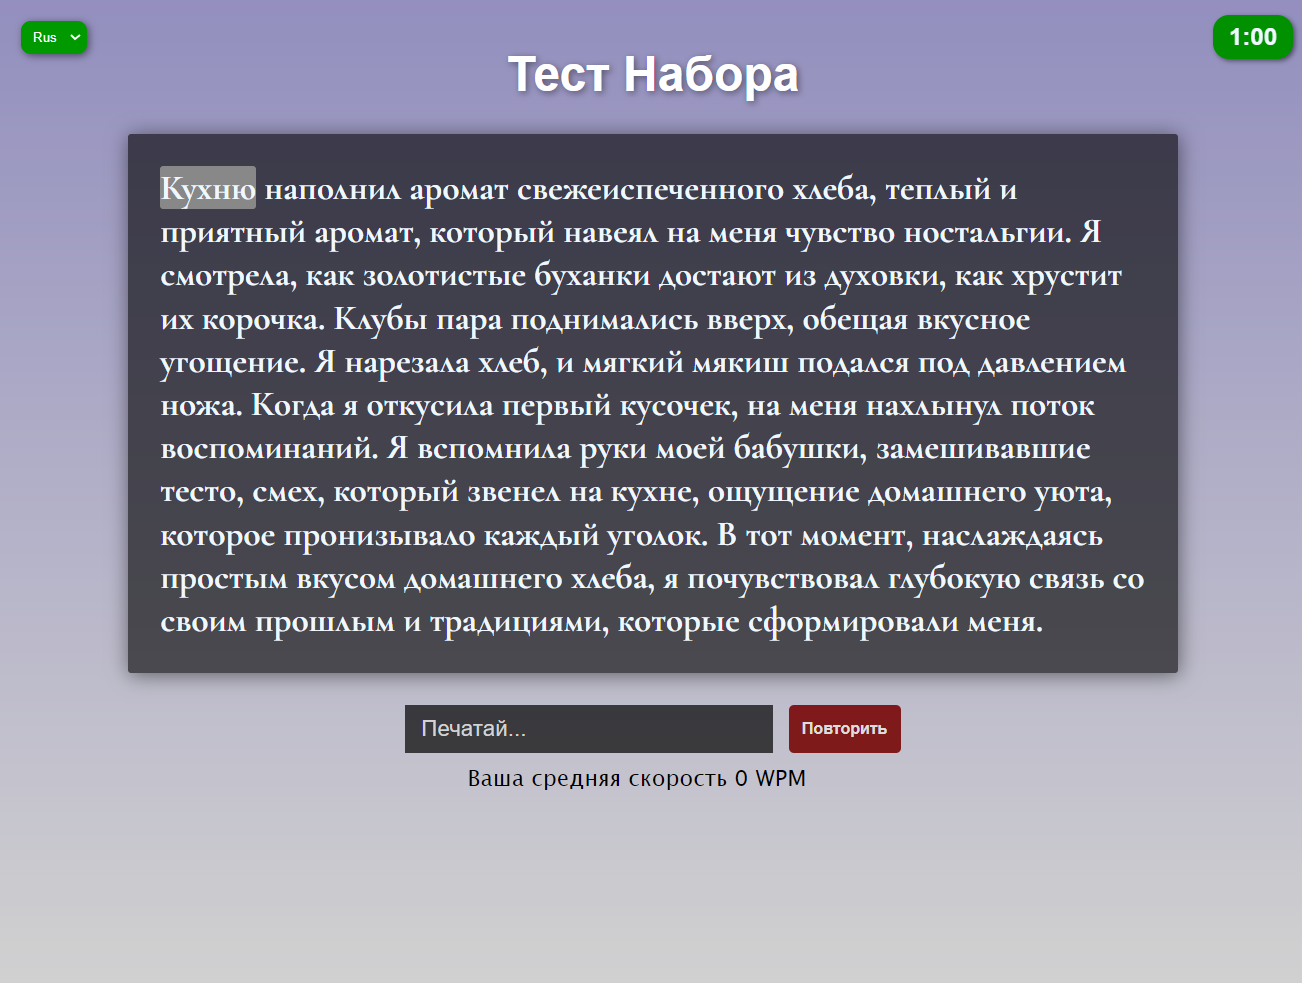 Rus
1:00
Тест Набора
Кухню наполнил аромат свежеиспеченного хлеба, теплый и
приятный аромат, который навеял на меня чувство ностальгии. Я
смотрела, как золотистые буханки достают из духовки, как хрустит
их корочка. Клубы пара поднимались вверх, обещая вкусное
угощение. Я нарезала хлеб, и мягкий мякиш подался под давлением
ножа. Когда я откусила первый кусочек, на меня нахлынул поток
воспоминаний. Я вспомнила руки моей бабушки, замешивавшие
тесто, смех, который звенел на кухне, ощущение домашнего уюта,
которое пронизывало каждый уголок. В тот момент, наслаждаясь
простым вкусом домашнего хлеба, я почувствовал глубокую связь со
своим прошлым и традициями, которые сформировали меня.
Печатай...
Повторить
Ваша средняя скорость 0 WPM